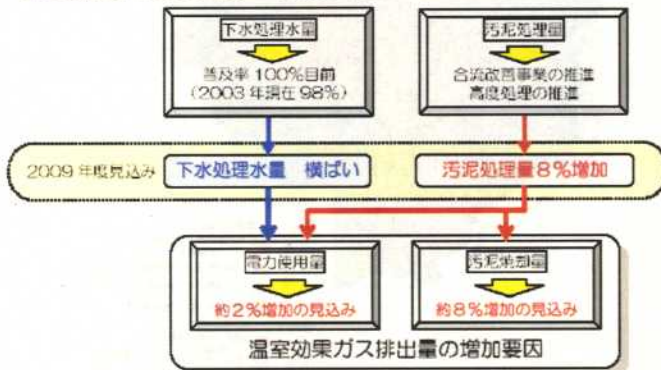 下水処理水量
普及率100%目前
(2003年現在98%)
汚泥処理量
合流改善事業の推進
高度処理の推進
2009年度見込み
下水処理水量 横ばい
汚泥処理量8%増加
電力使用量
約2%増加の見込み
汚泥焼却量
約8%増加の見込み
温室効果ガス排出量の増加要因